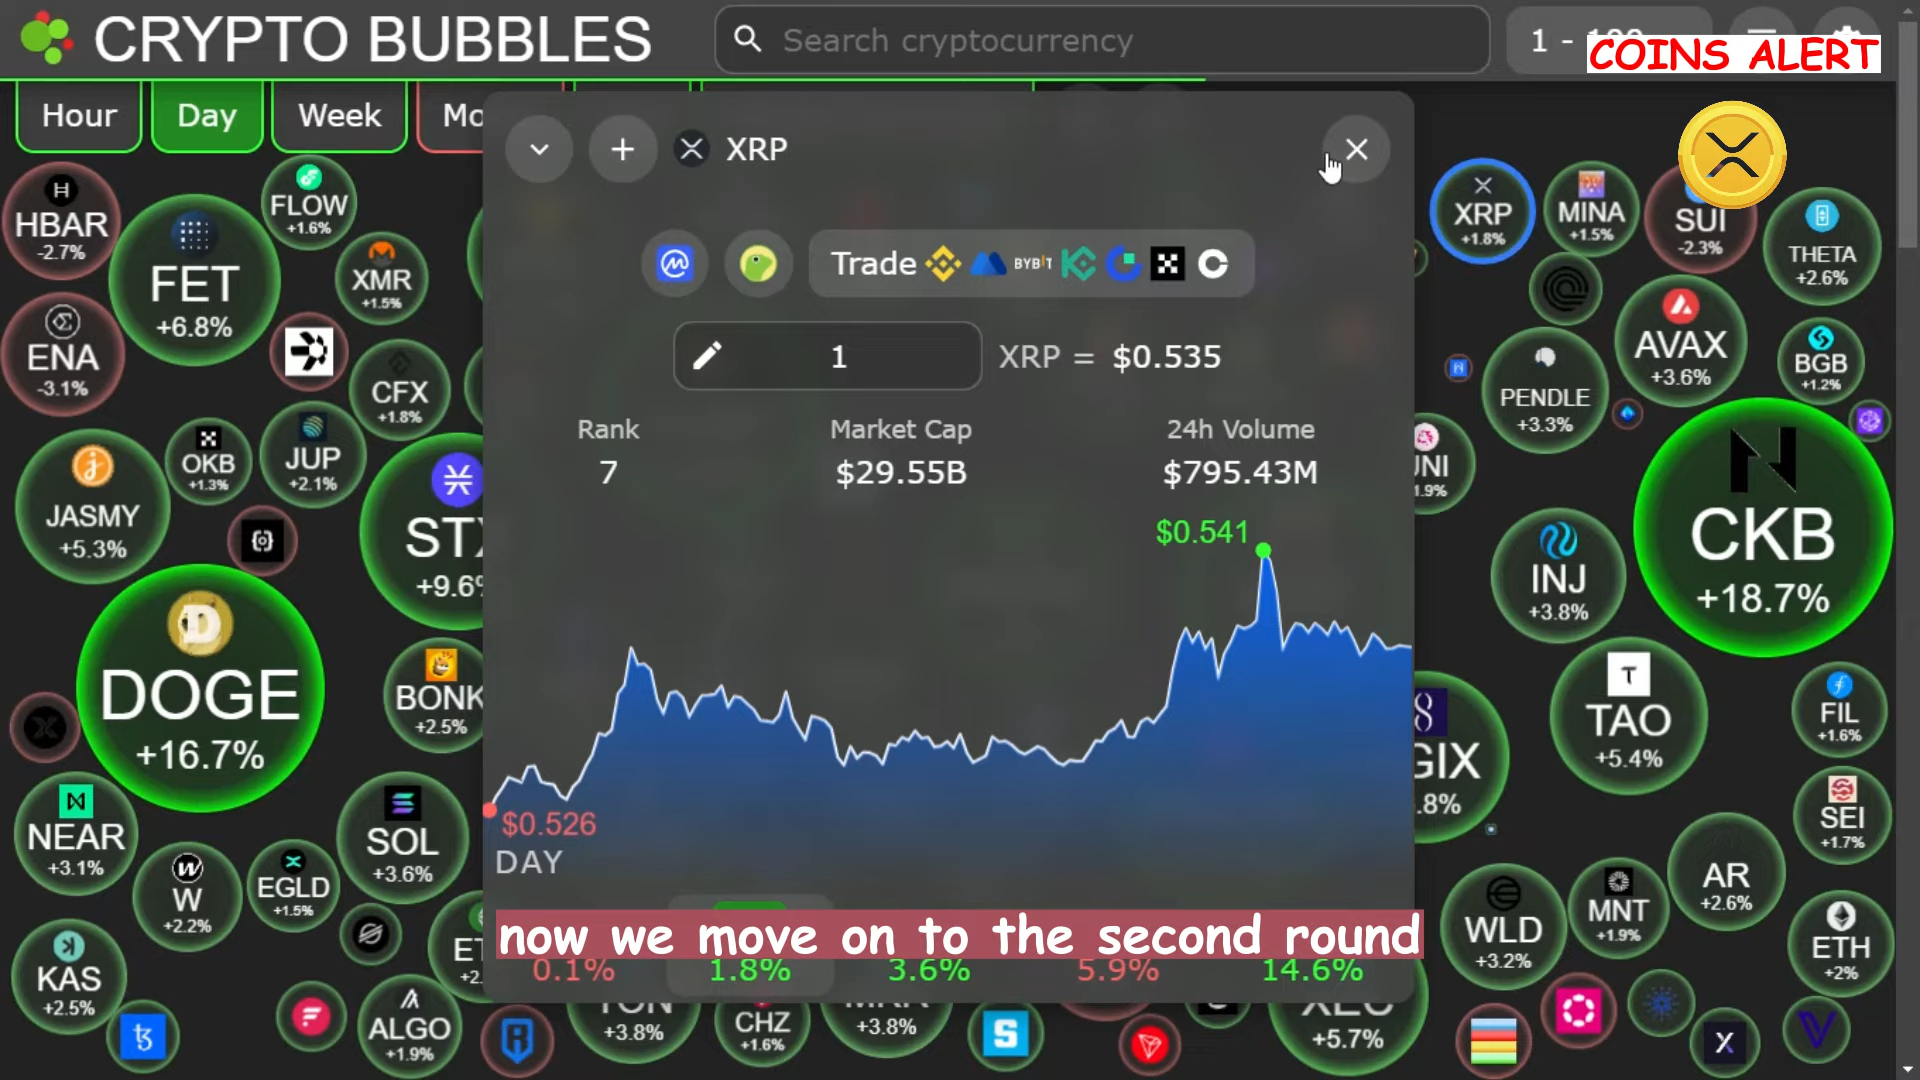 CRYPTO BUBBLES
Search cryptocurrency
COINS ALERT
Hour
Day
Week
XRP
Trade
BYBIT
1
XRP = $0.535
Rank
Market Cap
24h Volume
7
$29.55B
$795.43M
$0.541
$0.526
DAY
now we move on to the second round
0.1%
1.8%
3.6%
5.9%
14.6%
HBAR
-2.7%
FET
+6.8%
FLOW
+1.6%
XMR
+1.5%
ENA
-3.1%
CFX
+1.8%
JASMY
+5.3%
OKB
+1.3%
JUP
+2.1%
DOGE
+16.7%
BONK
+2.5%
NEAR
+3.1%
W
+2.2%
EGLD
+1.5%
SOL
+3.6%
KAS
+2.5%
ALGO
+1.9%
+3.8%
CHZ
+1.6%
+3.8%
+5.7%
XRP
+1.8%
MINA
+1.5%
SUI
-2.3%
THETA
+2.6%
AVAX
+3.6%
BGB
+1.2%
PENDLE
+3.3%
CKB
+18.7%
INJ
+3.8%
TAO
+5.4%
FIL
+1.6%
SEI
+1.7%
AR
+2.6%
WLD
+3.2%
MNT
+1.9%
ETH
+2%